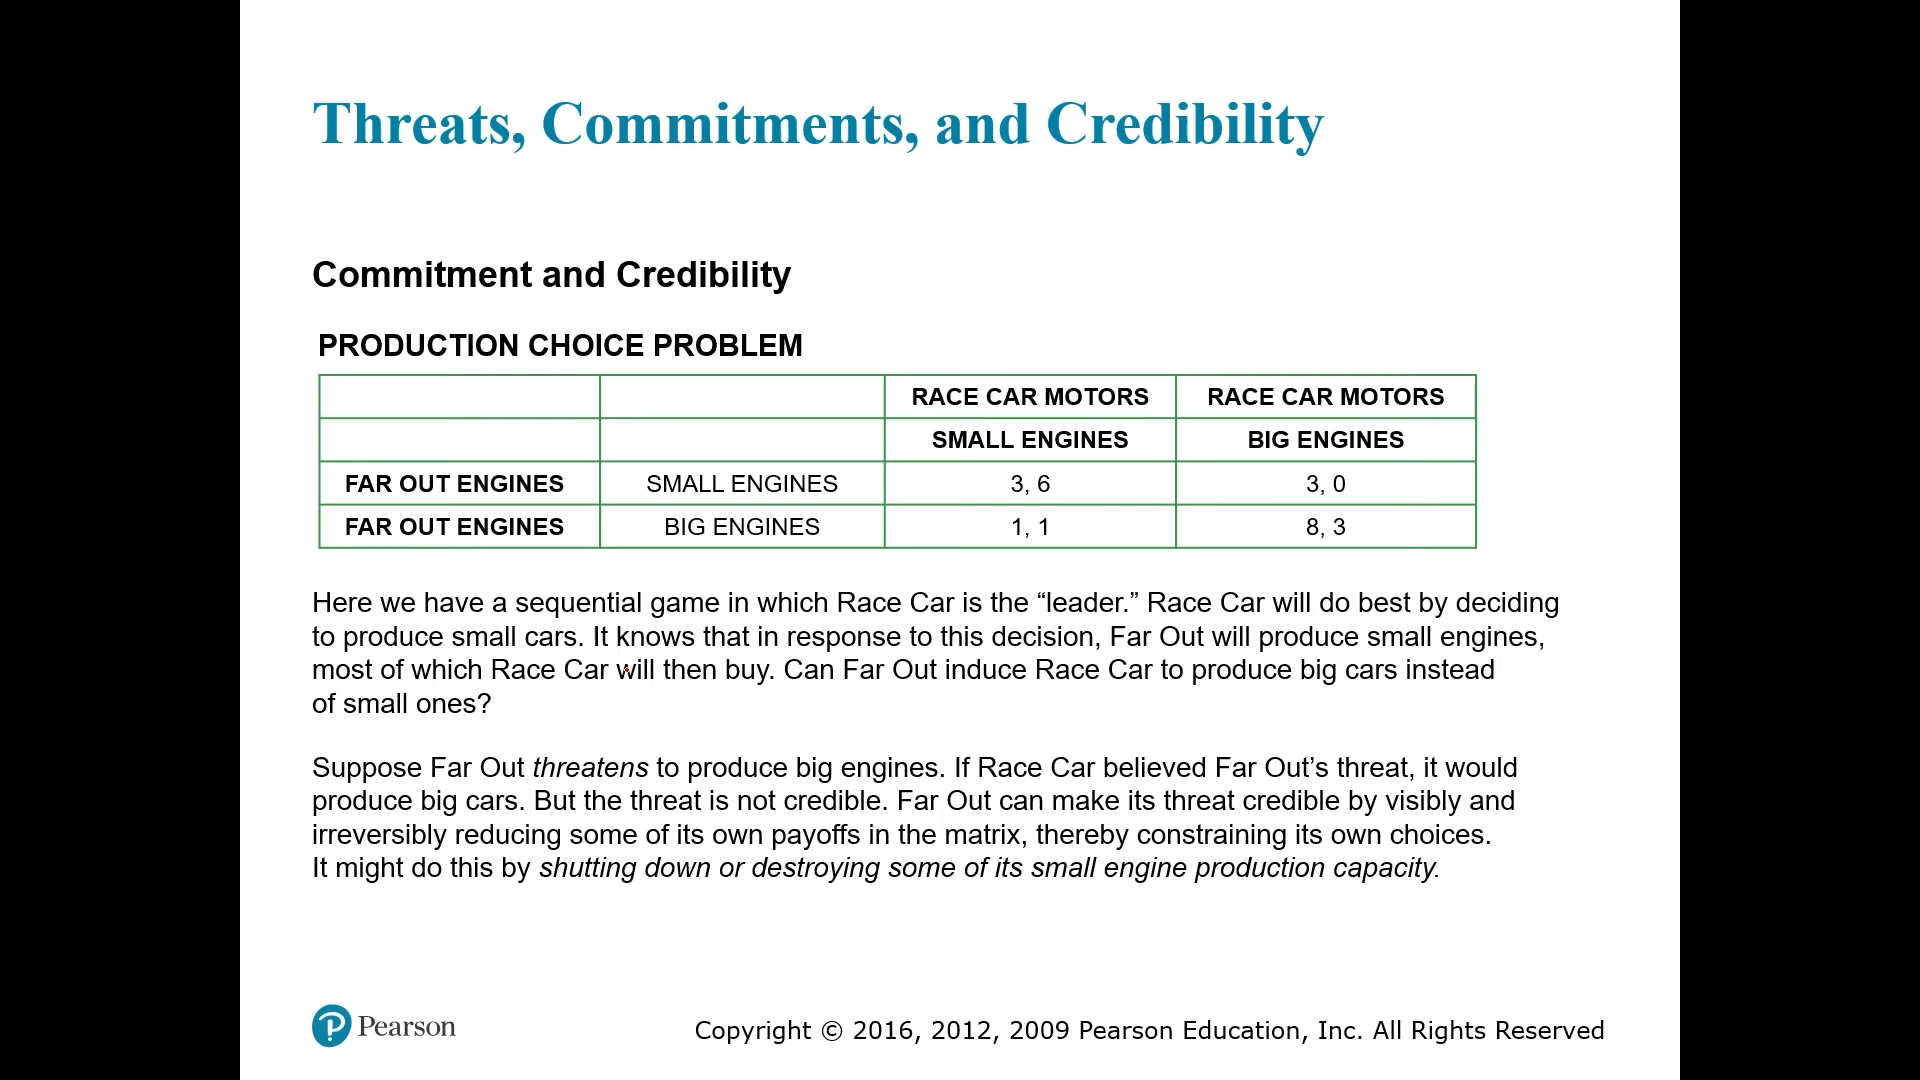 Threats, Commitments, and Credibility
Commitment and Credibility
PRODUCTION CHOICE PROBLEM
RACE CAR MOTORS RACE CAR MOTORS
SMALL ENGINES BIG ENGINES
FAR OUT ENGINES SMALL ENGINES 3, 6 3, 0
FAR OUT ENGINES BIG ENGINES 1, 1 8, 3
Here we have a sequential game in which Race Car is the “leader.” Race Car will do best by deciding
to produce small cars. It knows that in response to this decision, Far Out will produce small engines,
most of which Race Car will then buy. Can Far Out induce Race Car to produce big cars instead
of small ones?
Suppose Far Out threatens to produce big engines. If Race Car believed Far Out’s threat, it would
produce big cars. But the threat is not credible. Far Out can make its threat credible by visibly and
irreversibly reducing some of its own payoffs in the matrix, thereby constraining its own choices.
It might do this by shutting down or destroying some of its small engine production capacity.
Pearson
Copyright © 2016, 2012, 2009 Pearson Education, Inc. All Rights Reserved